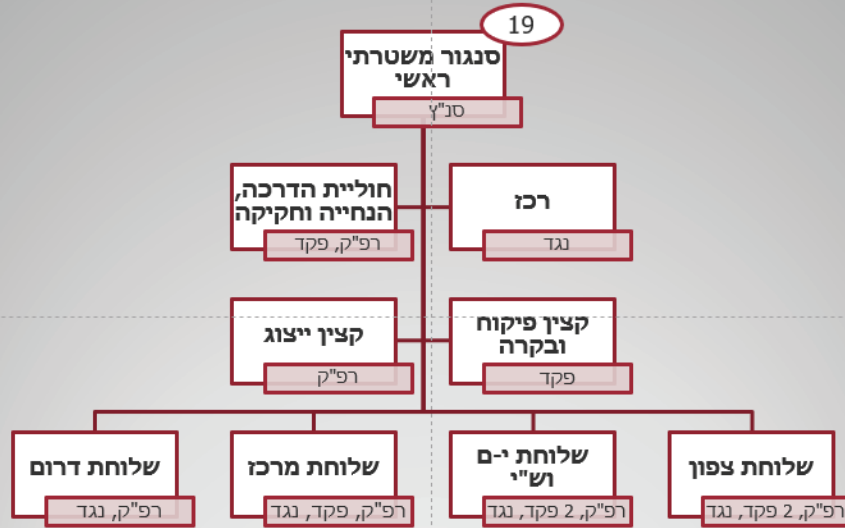 19
סנגור משטרתי
ראשי
סנ"ץ
רכז
נגד
חוליית הדרכה,
הנחייה וחקיקה
רפ"ק, פקד
קצין פיקוח
ובקרה
פקד
קצין ייצוג
רפ"ק
שלוחת צפון
רפ"ק, 2 פקד, נגד
שלוחת י-ם
וש"י
רפ"ק, 2 פקד, נגד
שלוחת מרכז
רפ"ק, פקד, נגד
שלוחת דרום
רפ"ק, נגד